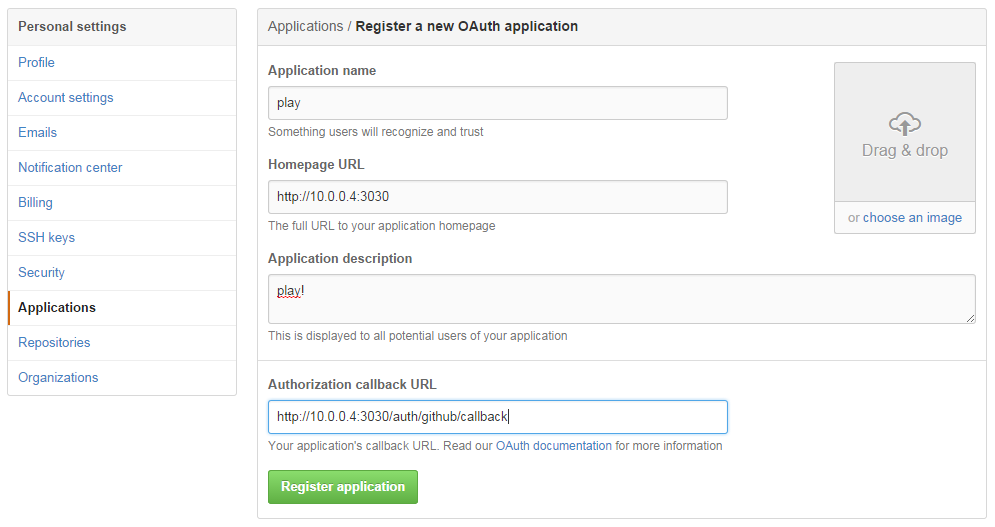 Personal settings
Profile
Account settings
Emails
Notification center
Billing
SSH keys
Security
Applications
Repositories
Organizations
Applications / Register a new OAuth application
Application name
play
Something users will recognize and trust
Homepage URL
http://10.0.0.4:3030
The full URL to your application homepage
Drag & drop
or choose an image
Application description
play!
This is displayed to all potential users of your application
Authorization callback URL
http://10.0.0.4:3030/auth/github/callback
Your application's callback URL. Read our OAuth documentation for more information
Register application